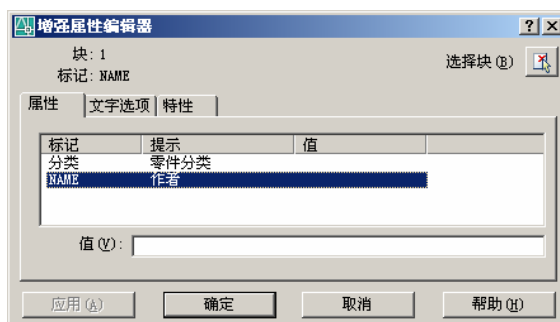 增强属性编辑器
块: 1
标记: NAME
选择块(B)
属性 文字选项 特性
标记 提示 值
分类 零件分类
NAME 作者
值(V):
应用(A) 确定 取消 帮助(H)